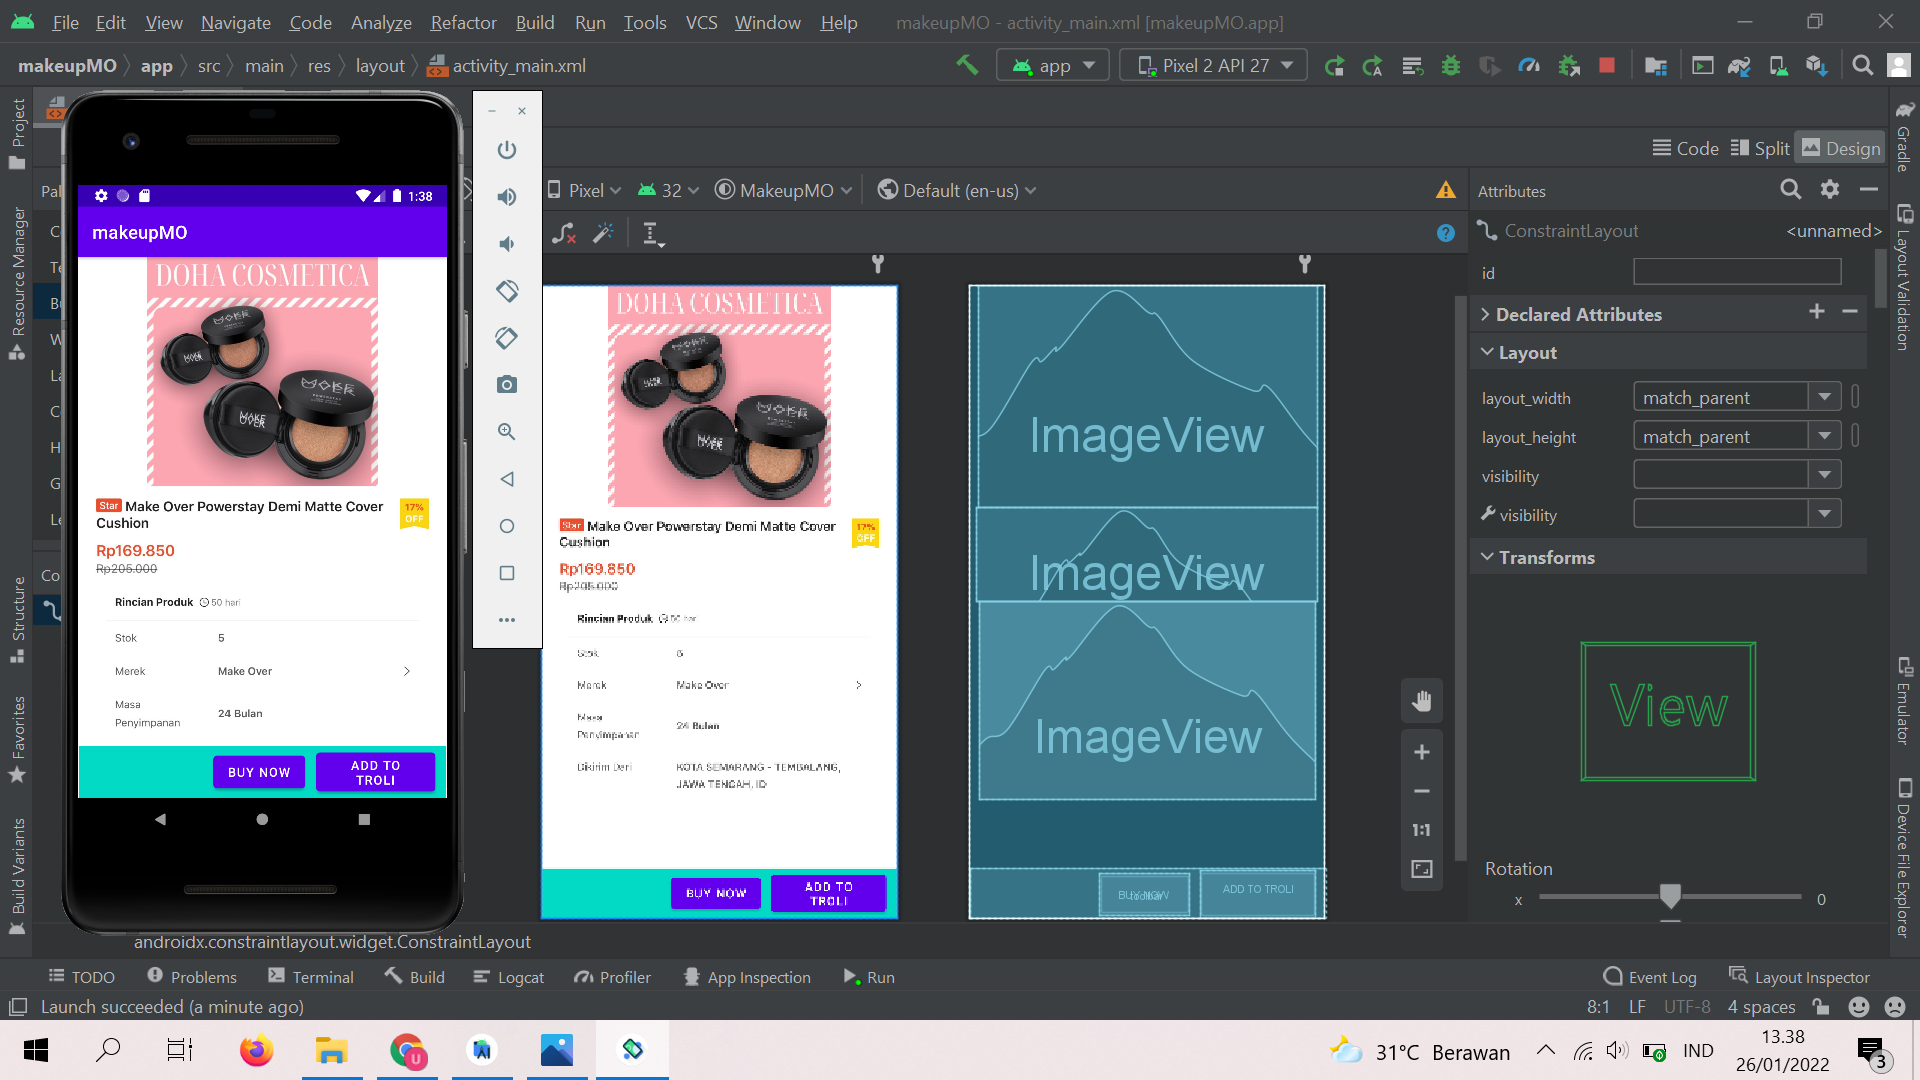 File Edit View Navigate Code Analyze Refactor Build Run Tools VCS Window Help makeupMO - activity_main.xml [makeupMO.app]
makeupMO app src main res layout activity_main.xml app Pixel 2 API 27
Code Split Design
Project
Resource Manager
Structure
Favorites
Build Variants
Pal
1:38
makeupMO
DOHA COSMETICA
MAKE OVER
Star Make Over Powerstay Demi Matte Cover
Cushion
17%
OFF
Rp169.850
Rp205.000
Rincian Produk 50 hari
Stok 5
Merek Make Over
Masa
Penyimpanan 24 Bulan
BUY NOW
ADD TO
TROLI
Pixel 32 MakeupMO Default (en-us)
DOHA COSMETICA
MAKE OVER
Star Make Over Powerstay Demi Matte Cover
Cushion
17%
OFF
Rp169.850
Rp205.000
Rincian Produk 50 hari
Stok
Merek Make Over
Masa
Penyimpanan 24 Bulan
Dikirim Dari KOTA SEMARANG - TEMBALANG,
JAWA TENGAH, ID
BUY NOW
ADD TO
TROLI
ImageView
ImageView
ImageView
BUY NOW
toolbar
ADD TO TROLI
1:1
Attributes
ConstraintLayout <unnamed>
id
Declared Attributes
Layout
layout_width match_parent
layout_height match_parent
visibility
visibility
Transforms
View
Rotation
x 0
Gradle
Layout Validation
Emulator
Device File Explorer
androidx.constraintlayout.widget.ConstraintLayout
TODO Problems Terminal Build Logcat Profiler App Inspection Run Event Log Layout Inspector
Launch succeeded (a minute ago) 8:1 LF UTF-8 4 spaces
31°C Berawan IND
13.38
26/01/2022
3